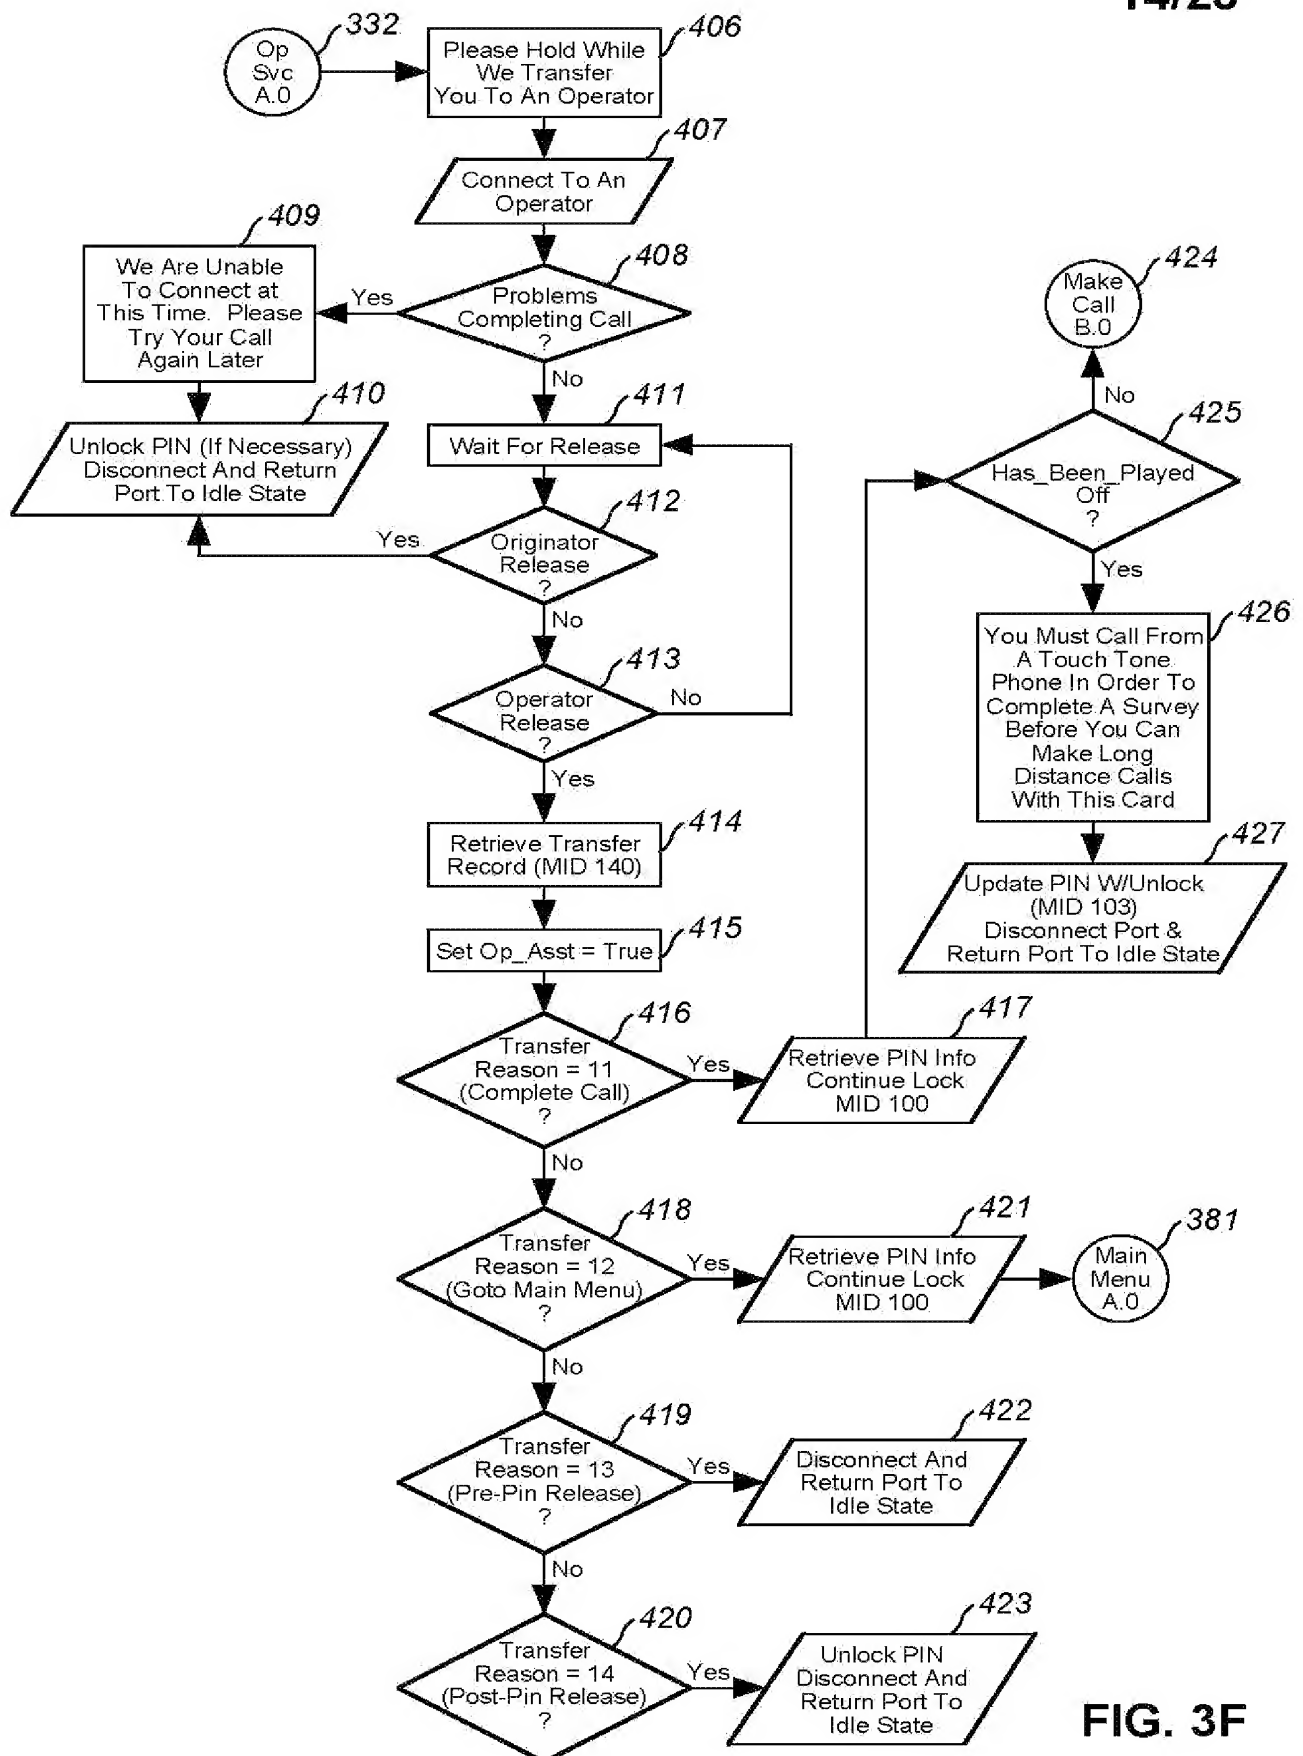 14/23
332
Op
Svc
A.0
406
Please Hold While
We Transfer
You To An Operator
407
Connect To An
Operator
409
We Are Unable
To Connect at
This Time. Please
Try Your Call
Again Later
408
Problems
Completing Call
?
Yes
No
410
Unlock PIN (If Necessary)
Disconnect And Return
Port To Idle State
411
Wait For Release
412
Originator
Release
?
Yes
No
413
Operator
Release
?
No
Yes
414
Retrieve Transfer
Record (MID 140)
415
Set Op_Asst = True
416
Transfer
Reason = 11
(Complete Call)
?
Yes
No
417
Retrieve PIN Info
Continue Lock
MID 100
424
Make
Call
B.0
No
425
Has_Been_Played
Off
?
Yes
426
You Must Call From
A Touch Tone
Phone In Order To
Complete A Survey
Before You Can
Make Long
Distance Calls
With This Card
427
Update PIN W/Unlock
(MID 103)
Disconnect Port &
Return Port To Idle State
418
Transfer
Reason = 12
(Goto Main Menu)
?
Yes
No
421
Retrieve PIN Info
Continue Lock
MID 100
381
Main
Menu
A.0
419
Transfer
Reason = 13
(Pre-Pin Release)
?
Yes
No
422
Disconnect And
Return Port To
Idle State
420
Transfer
Reason = 14
(Post-Pin Release)
?
Yes
423
Unlock PIN
Disconnect And
Return Port To
Idle State
FIG. 3F